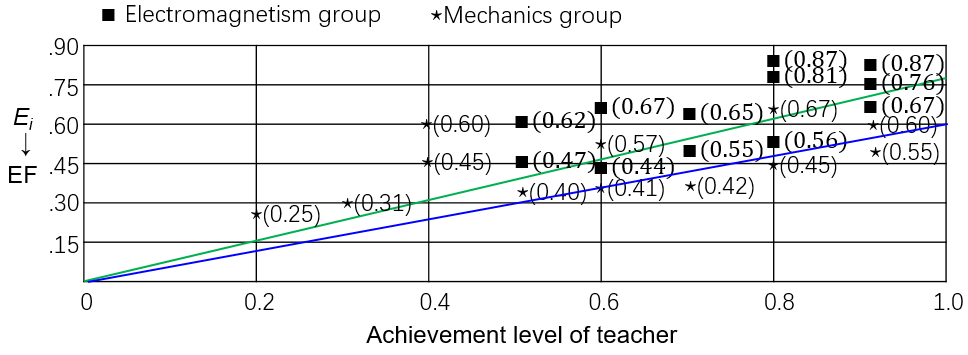 ■ Electromagnetism group ★Mechanics group
.90
■(0.87) ■(0.87)
.75 ■(0.81) ■(0.76)
■(0.67) ■(0.65) ★(0.67) ■(0.67)
E_i .60 ★(0.60) ■(0.62) ★(0.60)
↓ ★(0.57) ■(0.55) ■(0.56) ★(0.55)
EF .45 ★(0.45) ■(0.47) ■(0.44) ★(0.45)
★(0.40) ★(0.41) ★(0.42)
.30 ★(0.31)
★(0.25)
.15
0 0.2 0.4 0.6 0.8 1.0
Achievement level of teacher